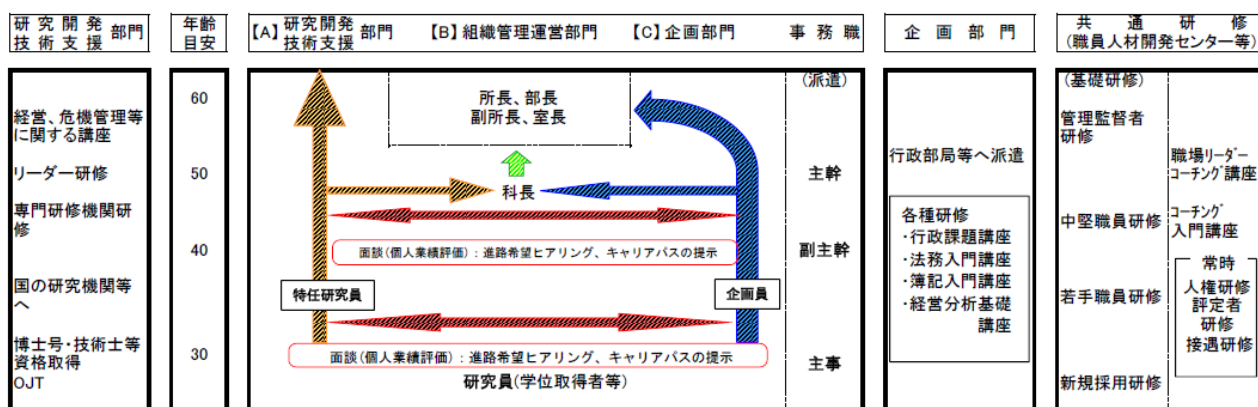 研究開発
技術支援 部門
年齢
目安
【A】研究開発
技術支援 部門
【B】組織管理運営部門
【C】企画部門
事務職
企画部門
共通研修
(職員人材開発センター等)
経営、危機管理等
に関する講座
リーダー研修
専門研修機関研
修
国の研究機関等
へ
博士号・技術士等
資格取得
OJT
60
50
40
30
所長、部長
副所長、室長
科長
面談(個人業績評価)：進路希望ヒアリング、キャリアパスの提示
特任研究員
企画員
面談(個人業績評価)：進路希望ヒアリング、キャリアパスの提示
研究員(学位取得者等)
(派遣)
主幹
副主幹
主事
行政部局等へ派遣
各種研修
・行政課題講座
・法務入門講座
・簿記入門講座
・経営分析基礎
講座
(基礎研修)
管理監督者
研修
中堅職員研修
若手職員研修
新規採用研修
職場ﾘｰﾀﾞｰ
ｺｰﾁﾝｸﾞ講座
ｺｰﾁﾝｸﾞ
入門講座
常時
人権研修
評定者
研修
接遇研修